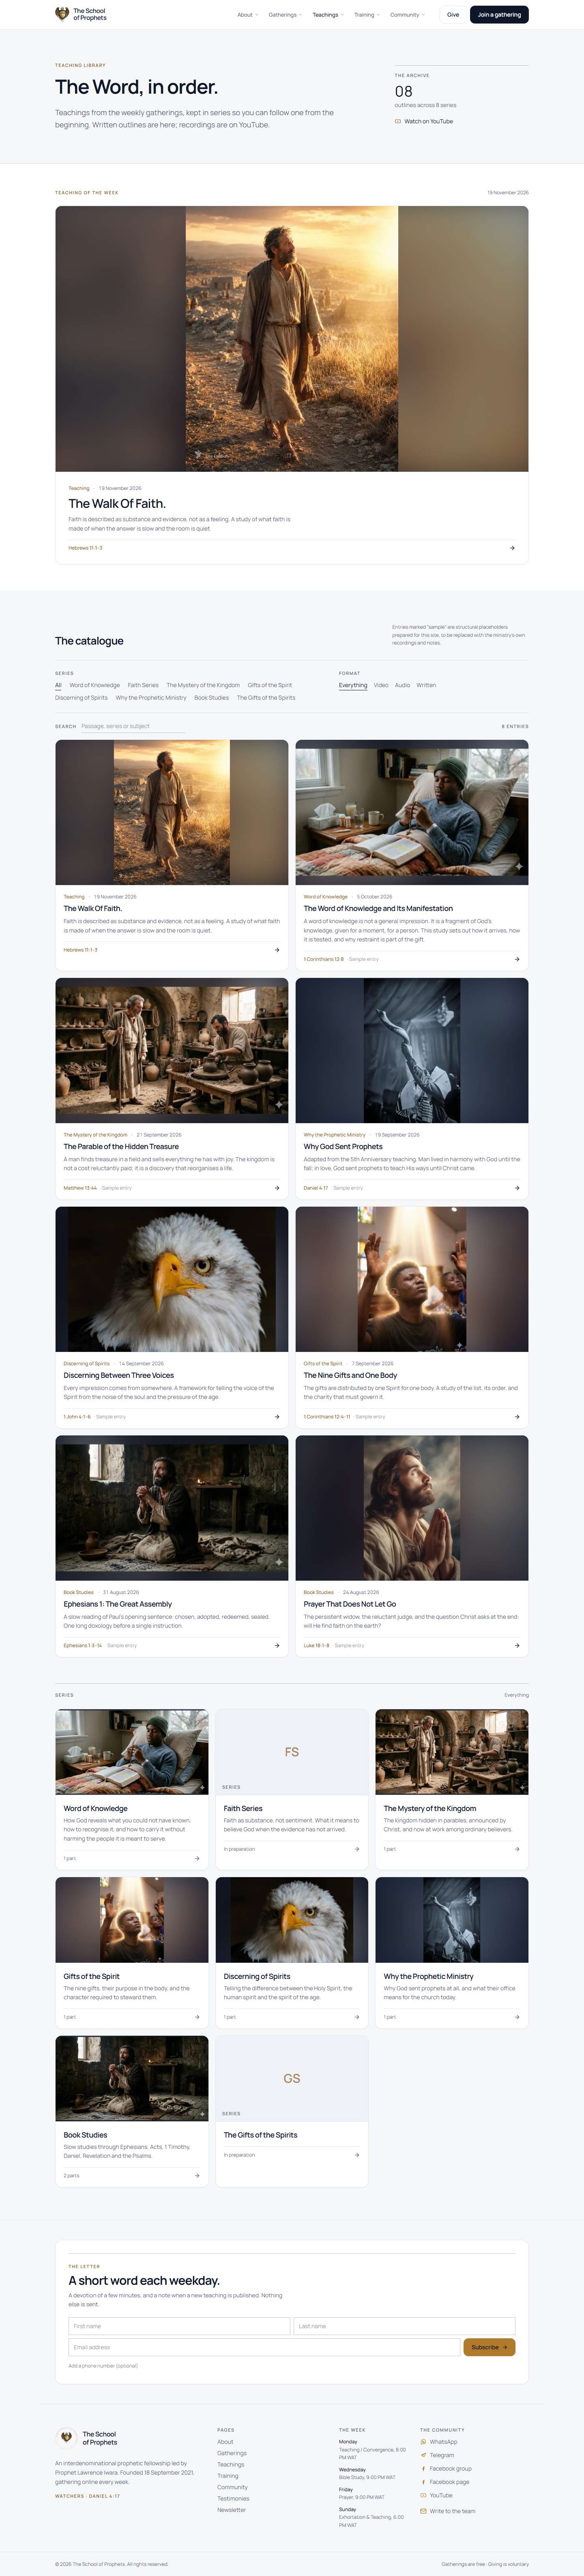 The School
of Prophets
About
Gatherings
Teachings
Training
Community
Give
Join a gathering
TEACHING LIBRARY
The Word, in order.
Teachings from the weekly gatherings, kept in series so you can follow one from the
beginning. Written outlines are here; recordings are on YouTube.
THE ARCHIVE
08
outlines across 8 series
Watch on YouTube
TEACHING OF THE WEEK
19 November 2026
Teaching · 19 November 2026
The Walk Of Faith.
Faith is described as substance and evidence, not as a feeling. A study of what faith is
made of when the answer is slow and the room is quiet.
Hebrews 11:1-3
The catalogue
Entries marked "sample" are structural placeholders
prepared for this site, to be replaced with the ministry's own
recordings and notes.
SERIES
All
Word of Knowledge
Faith Series
The Mystery of the Kingdom
Gifts of the Spirit
Discerning of Spirits
Why the Prophetic Ministry
Book Studies
The Gifts of the Spirits
FORMAT
Everything
Video
Audio
Written
SEARCH
Passage, series or subject
8 ENTRIES
Teaching · 19 November 2026
The Walk Of Faith.
Faith is described as substance and evidence, not as a feeling. A study of what faith
is made of when the answer is slow and the room is quiet.
Hebrews 11:1-3
Word of Knowledge · 5 October 2026
The Word of Knowledge and Its Manifestation
A word of knowledge is not a general impression. It is a fragment of God's
knowledge, given for a moment, for a person. This study sets out how it arrives, how
it is tested, and why restraint is part of the gift.
1 Corinthians 12:8 · Sample entry
The Mystery of the Kingdom · 21 September 2026
The Parable of the Hidden Treasure
A man finds treasure in a field and sells everything he has with joy. The kingdom is
not a cost reluctantly paid; it is a discovery that reorganises a life.
Matthew 13:44 · Sample entry
Why the Prophetic Ministry · 19 September 2026
Why God Sent Prophets
Adapted from the 5th Anniversary teaching. Man lived in harmony with God until the
fall; in love, God sent prophets to teach His ways until Christ came.
Daniel 4:17 · Sample entry
Discerning of Spirits · 14 September 2026
Discerning Between Three Voices
Every impression comes from somewhere. A framework for telling the voice of the
Spirit from the noise of the soul and the pressure of the age.
1 John 4:1-6 · Sample entry
Gifts of the Spirit · 7 September 2026
The Nine Gifts and One Body
The gifts are distributed by one Spirit for one body. A study of the list, its order, and
the charity that must govern it.
1 Corinthians 12:4-11 · Sample entry
Book Studies · 31 August 2026
Ephesians 1: The Great Assembly
A slow reading of Paul's opening sentence: chosen, adopted, redeemed, sealed.
One long doxology before a single instruction.
Ephesians 1:3-14 · Sample entry
Book Studies · 24 August 2026
Prayer That Does Not Let Go
The persistent widow, the reluctant judge, and the question Christ asks at the end:
will He find faith on the earth?
Luke 18:1-8 · Sample entry
SERIES
Everything
Word of Knowledge
How God reveals what you could not have known,
how to recognise it, and how to carry it without
harming the people it is meant to serve.
1 part
FS
SERIES
Faith Series
Faith as substance, not sentiment. What it means to
believe God when the evidence has not arrived.
In preparation
The Mystery of the Kingdom
The kingdom hidden in parables, announced by
Christ, and now at work among ordinary believers.
1 part
Gifts of the Spirit
The nine gifts, their purpose in the body, and the
character required to steward them.
1 part
Discerning of Spirits
Telling the difference between the Holy Spirit, the
human spirit and the spirit of the age.
1 part
Why the Prophetic Ministry
Why God sent prophets at all, and what their office
means for the church today.
1 part
Book Studies
Slow studies through Ephesians, Acts, 1 Timothy,
Daniel, Revelation and the Psalms.
2 parts
GS
SERIES
The Gifts of the Spirits
In preparation
THE LETTER
A short word each weekday.
A devotion of a few minutes, and a note when a new teaching is published. Nothing
else is sent.
First name
Last name
Email address
Subscribe
Add a phone number (optional)
The School
of Prophets
An interdenominational prophetic fellowship led by
Prophet Lawrence Iwara. Founded 18 September 2021,
gathering online every week.
WATCHERS · DANIEL 4:17
PAGES
About
Gatherings
Teachings
Training
Community
Testimonies
Newsletter
THE WEEK
Monday
Teaching / Convergence, 8:00
PM WAT
Wednesday
Bible Study, 9:00 PM WAT
Friday
Prayer, 9:00 PM WAT
Sunday
Exhortation & Teaching, 6:00
PM WAT
THE COMMUNITY
WhatsApp
Telegram
Facebook group
Facebook page
YouTube
Write to the team
© 2026 The School of Prophets. All rights reserved
Gatherings are free · Giving is voluntary